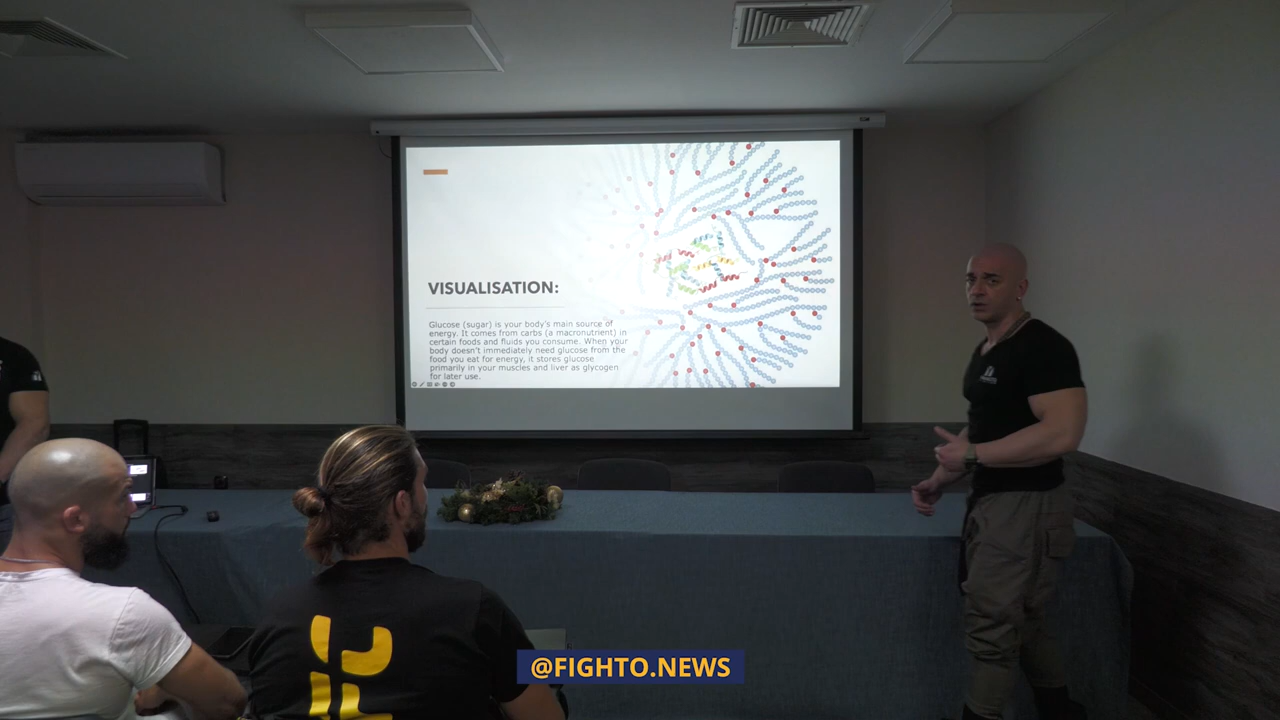 VISUALISATION:
Glucose (sugar) is your body's main source of
energy. It comes from carbs (a macronutrient) in
certain foods and fluids you consume. When your
body doesn't immediately need glucose from the
food you eat for energy, it stores glucose
primarily in your muscles and liver as glycogen
for later use.
@FIGHTO.NEWS